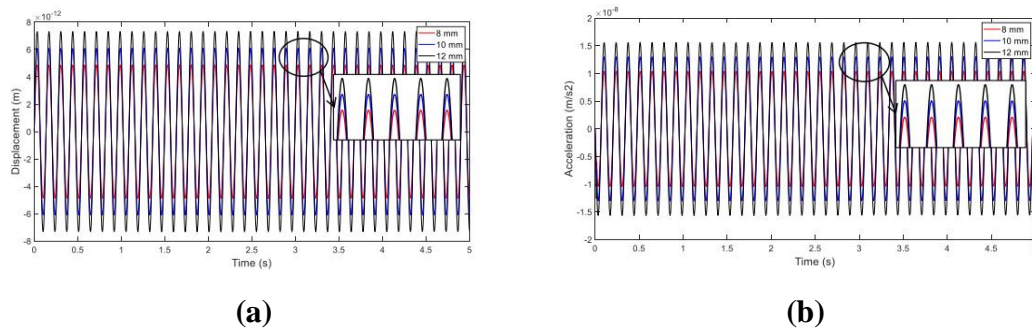 ×10⁻¹²
8
6
4
2
0
-2
-4
-6
-8
Displacement (m)
0 0.5 1 1.5 2 2.5 3 3.5 4 4.5 5
Time (s)
8 mm
10 mm
12 mm
(a)
×10⁻⁸
2
1.5
1
0.5
0
-0.5
-1
-1.5
-2
Acceleration (m/s2)
0 0.5 1 1.5 2 2.5 3 3.5 4 4.5
Time (s)
8 mm
10 mm
12 mm
(b)